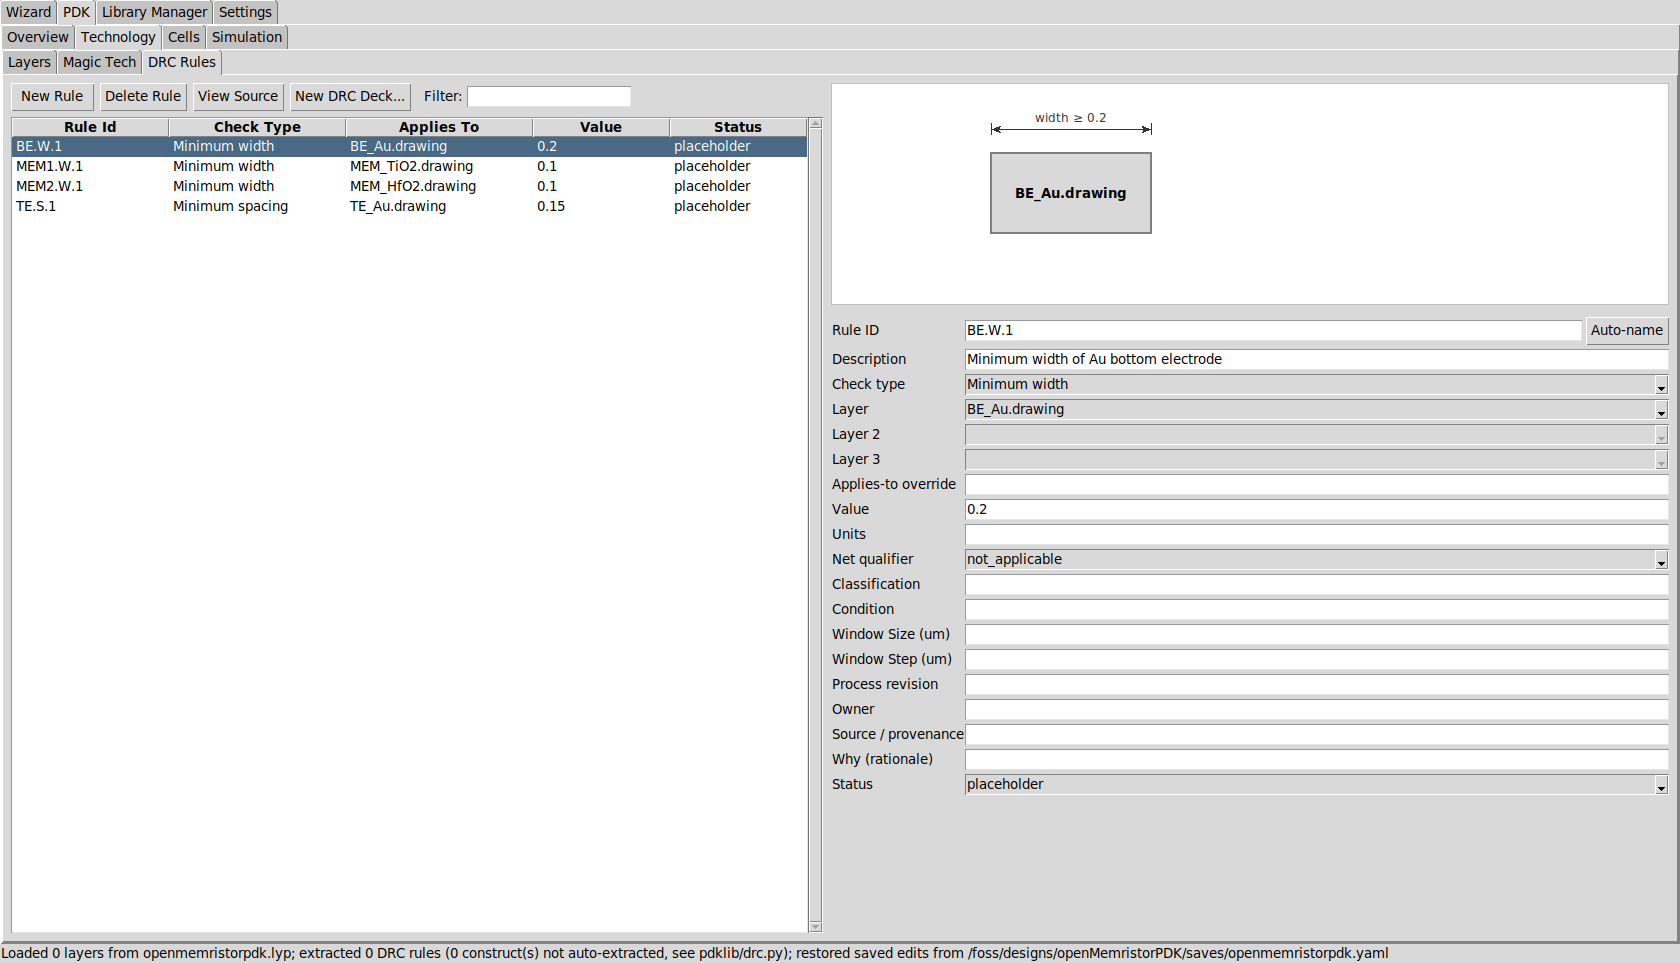 Wizard PDK Library Manager Settings
Overview Technology Cells Simulation
Layers Magic Tech DRC Rules
New Rule Delete Rule View Source New DRC Deck... Filter:
Rule Id Check Type Applies To Value Status
BE.W.1 Minimum width BE_Au.drawing 0.2 placeholder
MEM1.W.1 Minimum width MEM_TiO2.drawing 0.1 placeholder
MEM2.W.1 Minimum width MEM_HfO2.drawing 0.1 placeholder
TE.S.1 Minimum spacing TE_Au.drawing 0.15 placeholder
width ≥ 0.2
BE_Au.drawing
Rule ID BE.W.1 Auto-name
Description Minimum width of Au bottom electrode
Check type Minimum width
Layer BE_Au.drawing
Layer 2
Layer 3
Applies-to override
Value 0.2
Units
Net qualifier not_applicable
Classification
Condition
Window Size (um)
Window Step (um)
Process revision
Owner
Source / provenance
Why (rationale)
Status placeholder
Loaded 0 layers from openmemristorpdk.lyp; extracted 0 DRC rules (0 construct(s) not auto-extracted, see pdklib/drc.py); restored saved edits from /foss/designs/openMemristorPDK/saves/openmemristorpdk.yaml